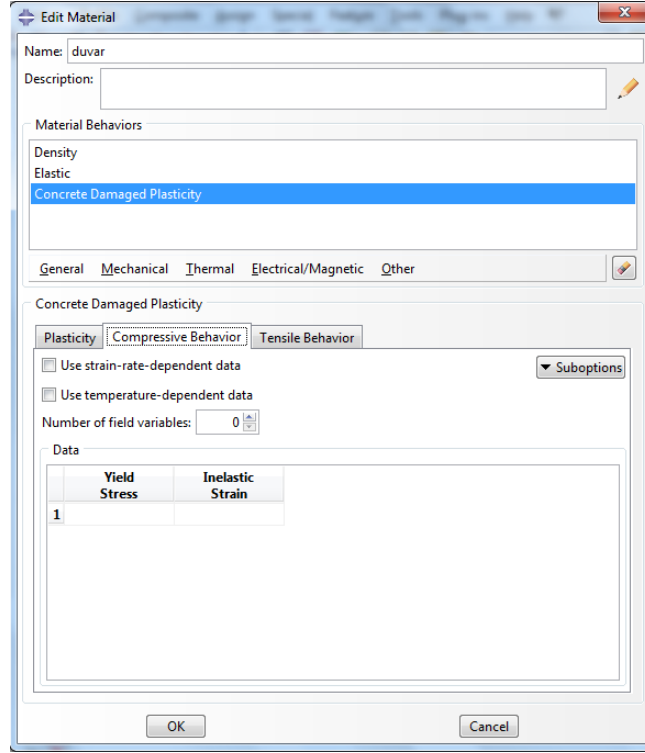 Edit Material
Name: duvar
Description:
Material Behaviors
Density
Elastic
Concrete Damaged Plasticity
General Mechanical Thermal Electrical/Magnetic Other
Concrete Damaged Plasticity
Plasticity Compressive Behavior Tensile Behavior
Use strain-rate-dependent data
Suboptions
Use temperature-dependent data
Number of field variables: 0
Data
Yield Inelastic
Stress Strain
1
OK Cancel